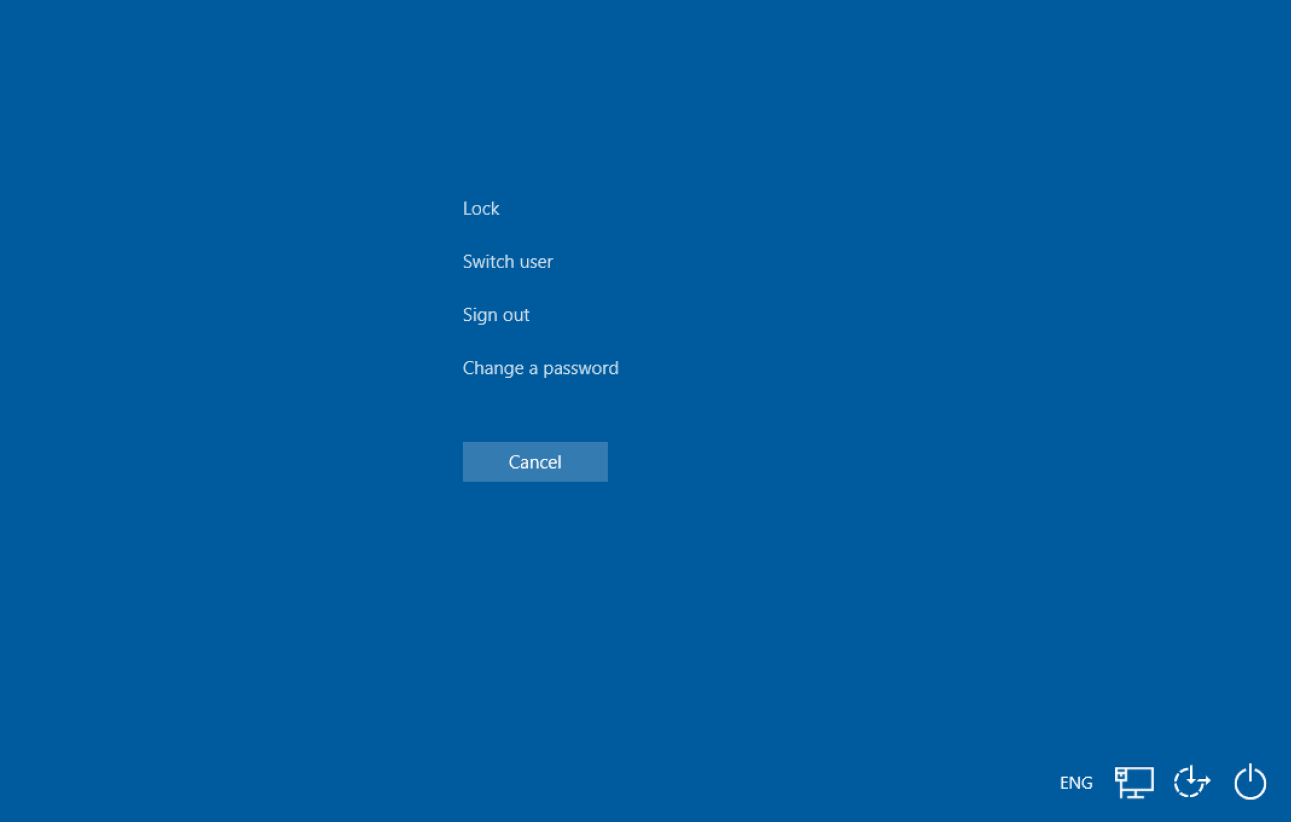 Lock
Switch user
Sign out
Change a password
Cancel
ENG